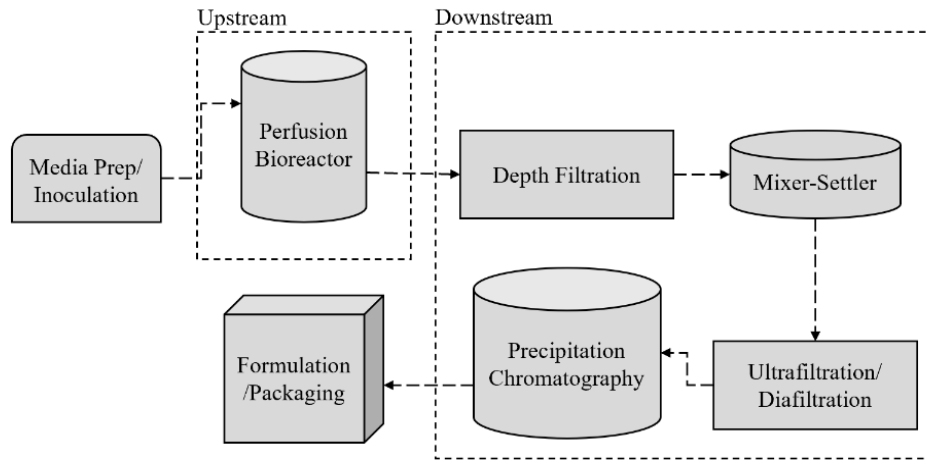 Upstream
Downstream
Media Prep/
Inoculation
Perfusion
Bioreactor
Depth Filtration
Mixer-Settler
Formulation
/Packaging
Precipitation
Chromatography
Ultrafiltration/
Diafiltration